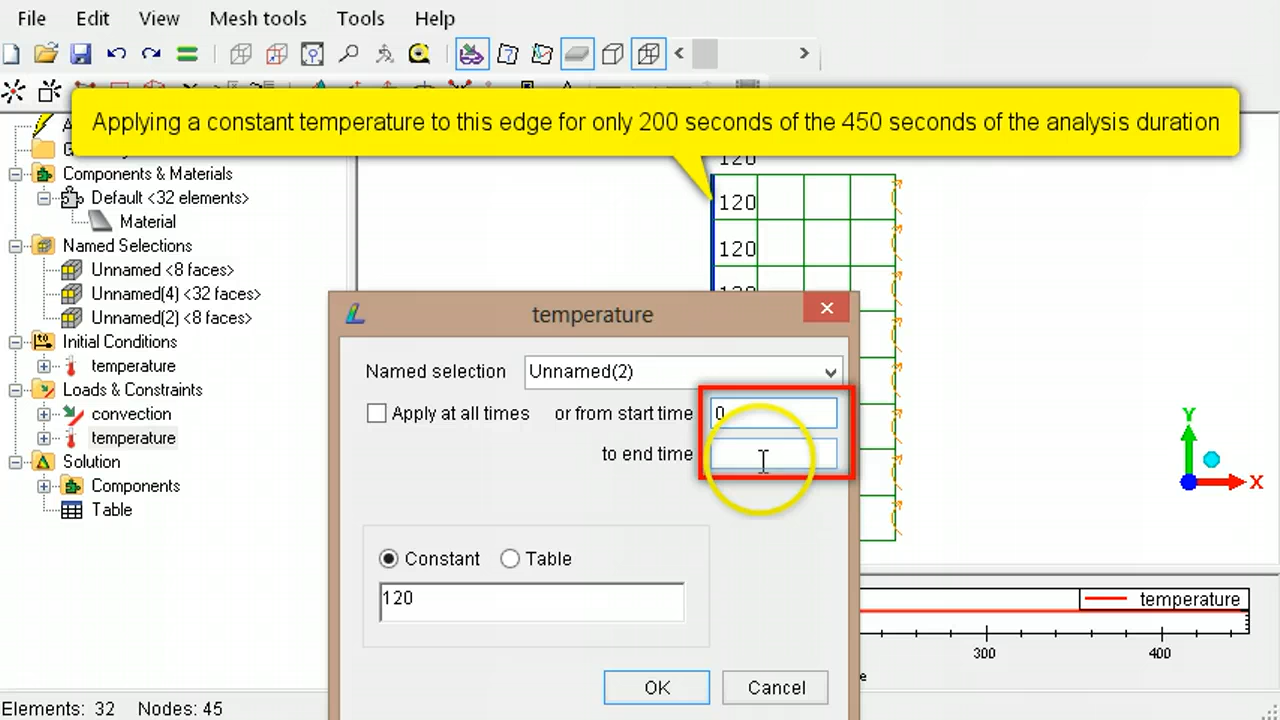 File Edit View Mesh tools Tools Help
Applying a constant temperature to this edge for only 200 seconds of the 450 seconds of the analysis duration
Components & Materials
Default <32 elements>
Material
Named Selections
Unnamed <8 faces>
Unnamed(4) <32 faces>
Unnamed(2) <8 faces>
Initial Conditions
temperature
Loads & Constraints
convection
temperature
Solution
Components
Table
120
120
120
temperature
Named selection Unnamed(2)
Apply at all times or from start time 0
to end time
Constant Table
120
OK Cancel
Y
X
temperature
300 400
Elements: 32 Nodes: 45